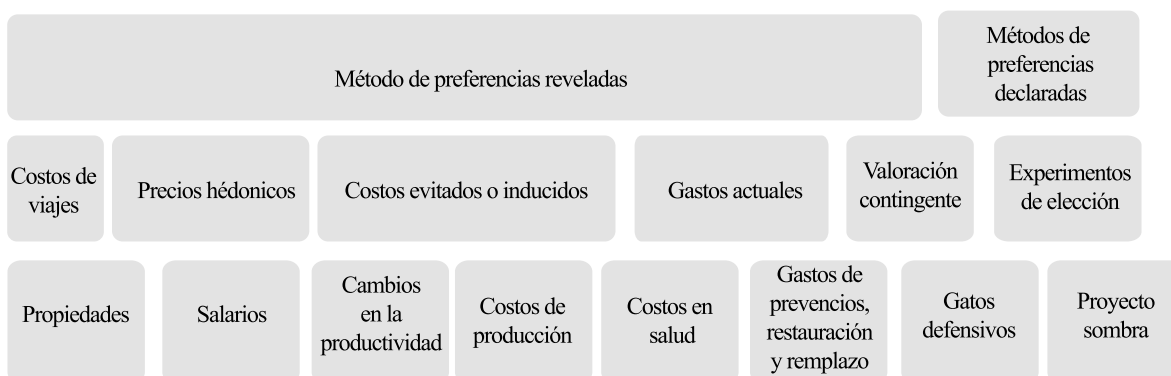 Método de preferencias reveladas
Métodos de
preferencias
declaradas
Costos de
viajes
Precios hédonicos
Costos evitados o inducidos
Gastos actuales
Valoración
contingente
Experimentos
de elección
Propiedades
Salarios
Cambios
en la
productividad
Costos de
producción
Costos en
salud
Gastos de
prevencios,
restauración
y remplazo
Gatos
defensivos
Proyecto
sombra